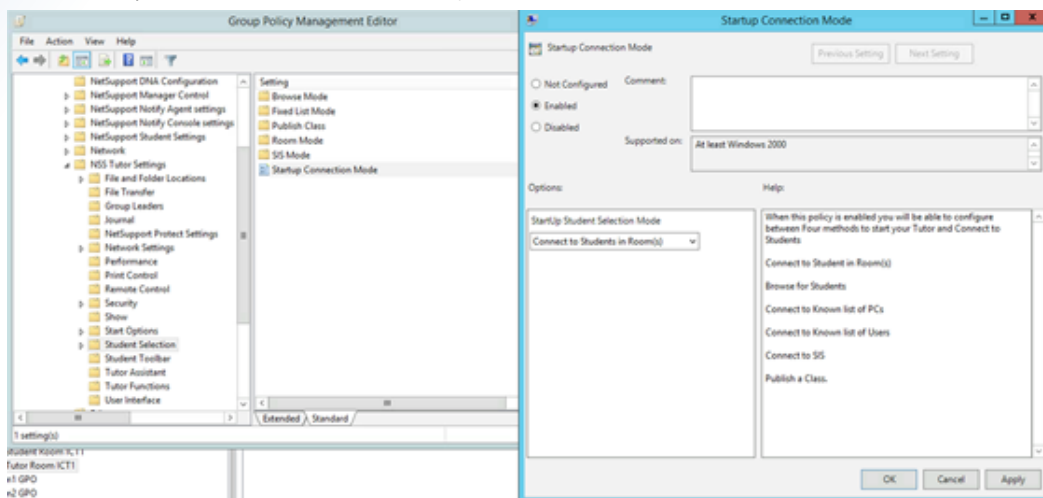 Group Policy Management Editor
File Action View Help
NetSupport DNA Configuration
NetSupport Manager Control
NetSupport Notify Agent settings
NetSupport Notify Console settings
NetSupport Student Settings
Network
NSS Tutor Settings
File and Folder Locations
File Transfer
Group Leaders
Journal
NetSupport Protect Settings
Network Settings
Performance
Print Control
Remote Control
Security
Show
Start Options
Student Selection
Student Toolbar
Tutor Assistant
Tutor Functions
User Interface
Setting
Browse Mode
Fixed List Mode
Publish Class
Room Mode
SIS Mode
Startup Connection Mode
Extended Standard
1 setting(s)
Student Room ICT1
Tutor Room ICT1
GPO
GPO
Startup Connection Mode
Startup Connection Mode
Previous Setting Next Setting
Not Configured Comment:
Enabled
Disabled
Supported on: At least Windows 2000
Options: Help:
StartUp Student Selection Mode
Connect to Students in Room(s)
When this policy is enabled you will be able to configure
between Four methods to start your Tutor and Connect to
Students
Connect to Student in Room(s)
Browse for Students
Connect to Known list of PCs
Connect to Known list of Users
Connect to SIS
Publish a Class.
OK Cancel Apply